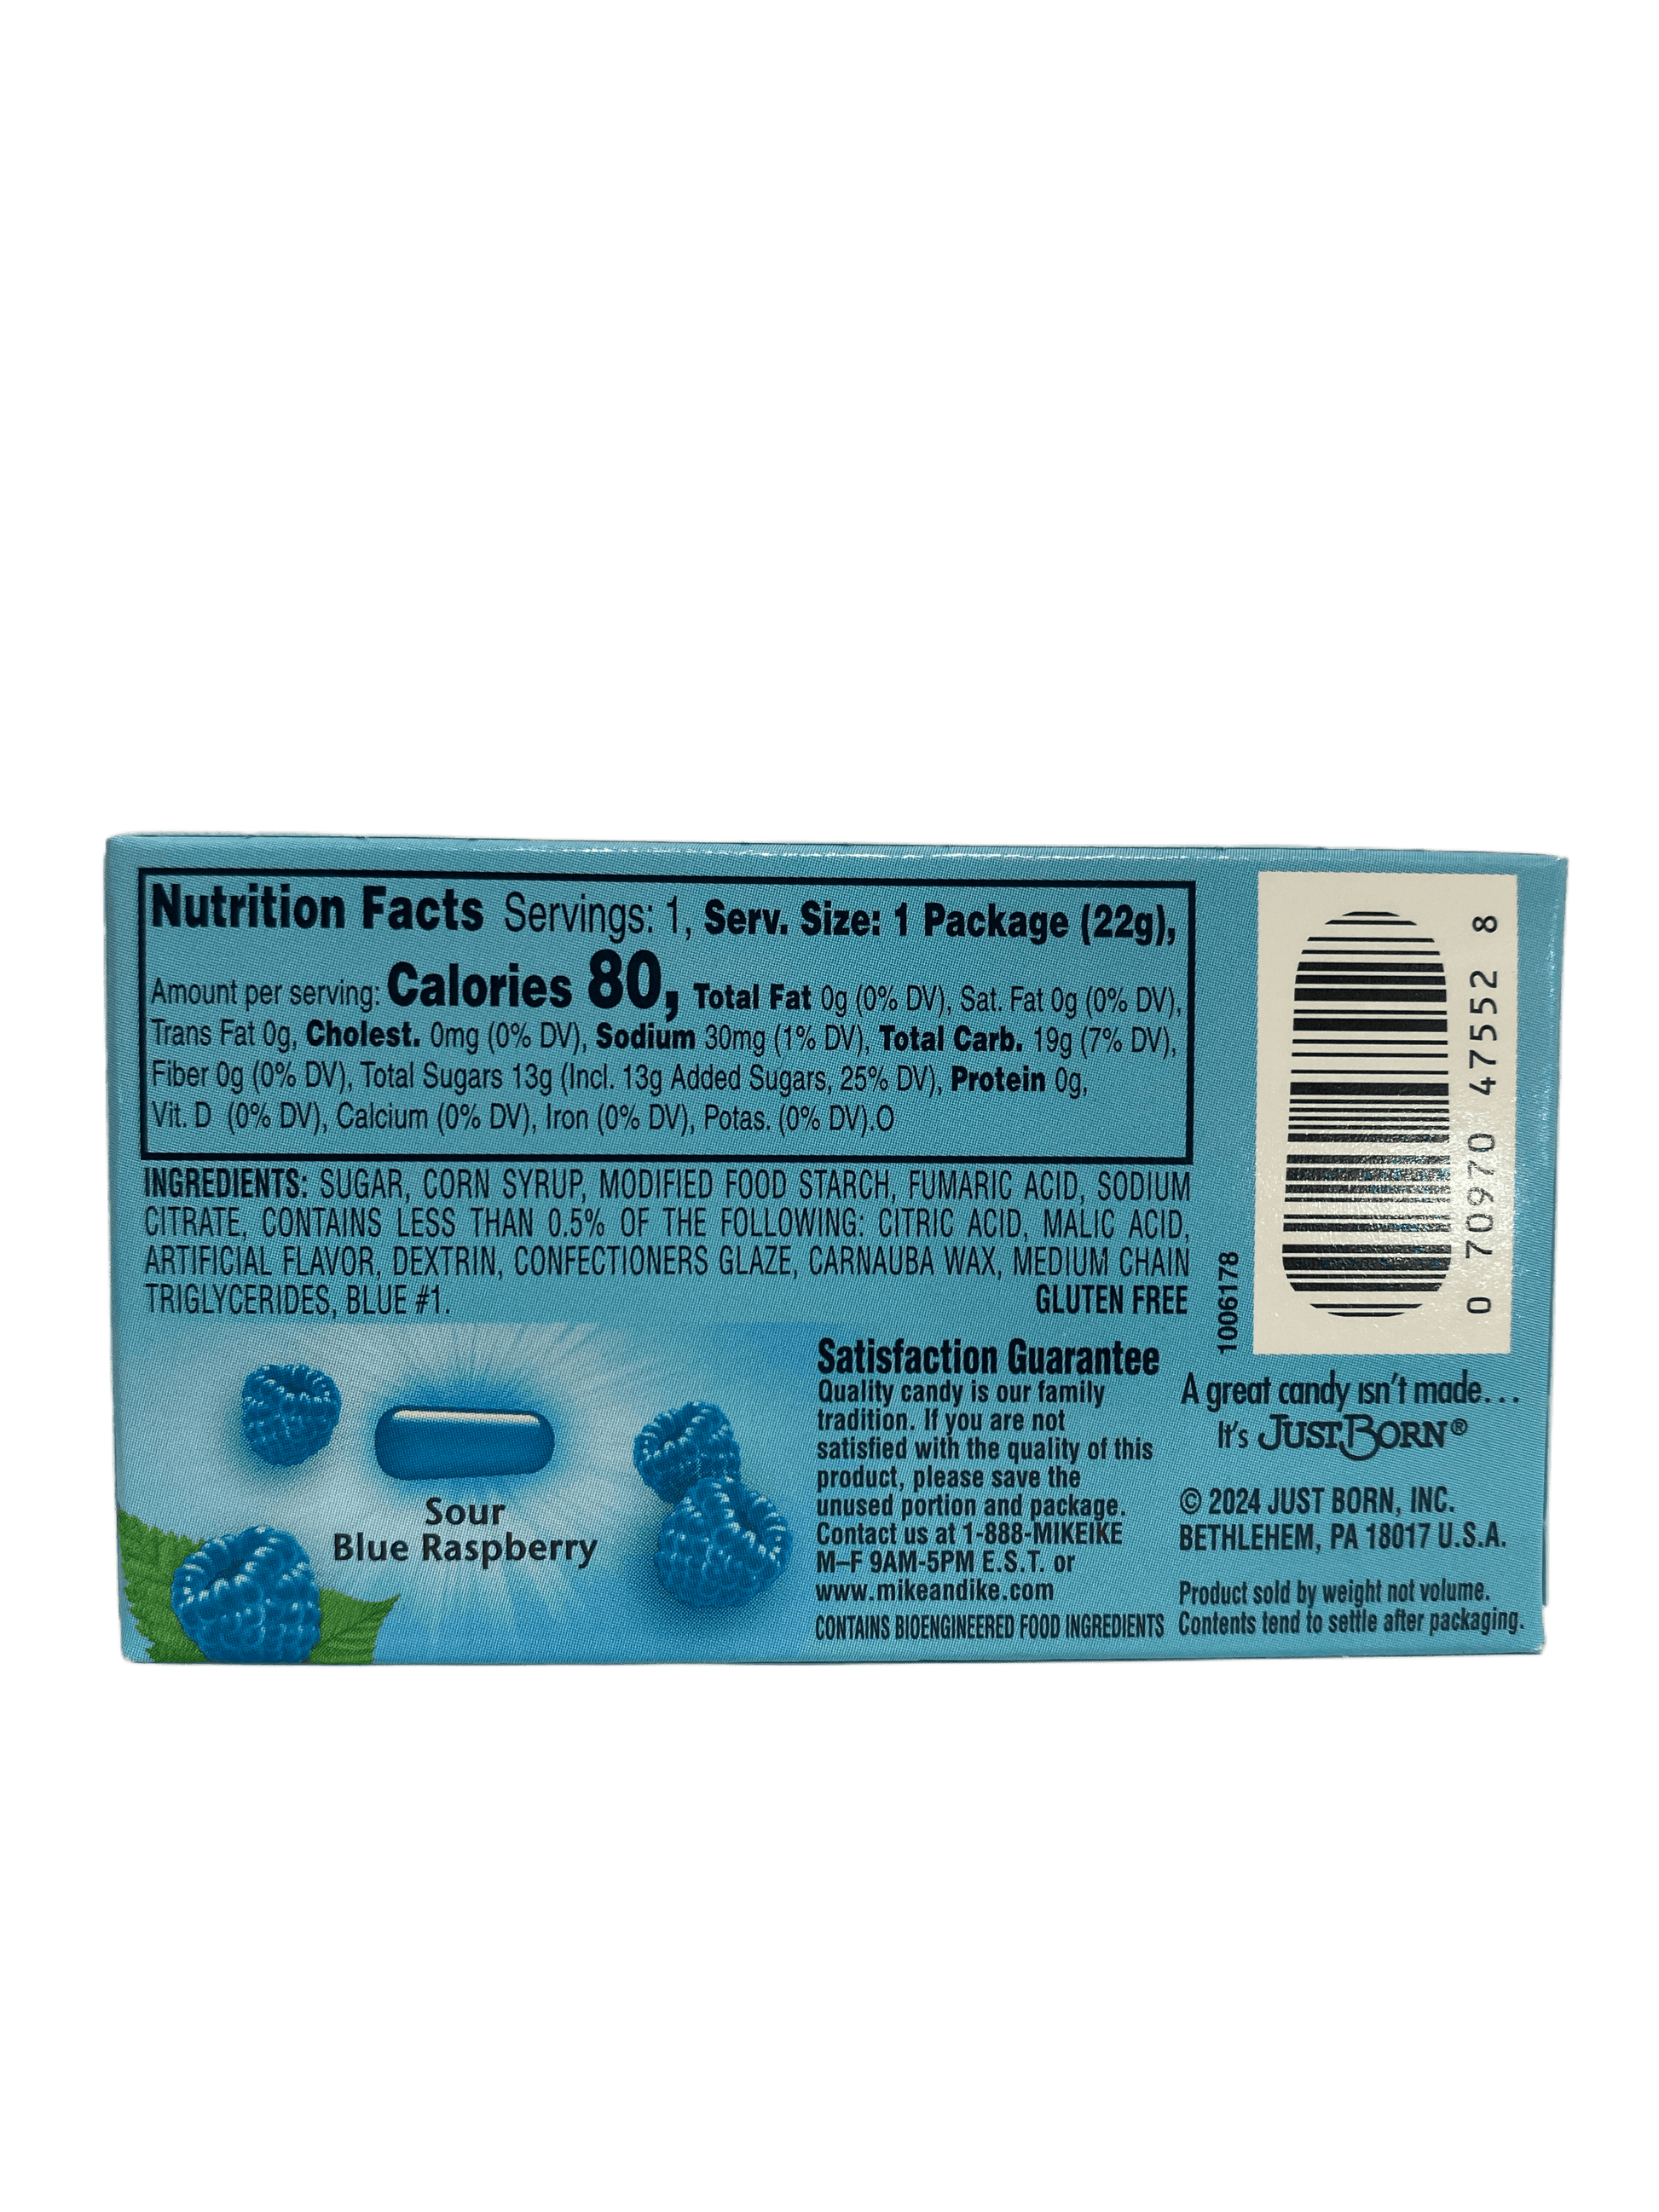 Nutrition Facts Servings: 1, Serv. Size: 1 Package (22g),
Amount per serving: Calories 80, Total Fat 0g (0% DV), Sat. Fat 0g (0% DV),
Trans Fat 0g, Cholest. 0mg (0% DV), Sodium 30mg (1% DV), Total Carb. 19g (7% DV),
Fiber 0g (0% DV), Total Sugars 13g (Incl. 13g Added Sugars, 25% DV), Protein 0g,
Vit. D (0% DV), Calcium (0% DV), Iron (0% DV), Potas. (0% DV).O
INGREDIENTS: SUGAR, CORN SYRUP, MODIFIED FOOD STARCH, FUMARIC ACID, SODIUM
CITRATE, CONTAINS LESS THAN 0.5% OF THE FOLLOWING: CITRIC ACID, MALIC ACID,
ARTIFICIAL FLAVOR, DEXTRIN, CONFECTIONERS GLAZE, CARNAUBA WAX, MEDIUM CHAIN
TRIGLYCERIDES, BLUE #1. GLUTEN FREE
Sour
Blue Raspberry
Satisfaction Guarantee
Quality candy is our family
tradition. If you are not
satisfied with the quality of this
product, please save the
unused portion and package.
Contact us at 1-888-MIKEIKE
M–F 9AM-5PM E.S.T. or
www.mikeandike.com
CONTAINS BIOENGINEERED FOOD INGREDIENTS
1006178
0 70970 47552 8
A great candy isn't made...
It's JUST BORN®
© 2024 JUST BORN, INC.
BETHLEHEM, PA 18017 U.S.A.
Product sold by weight not volume.
Contents tend to settle after packaging.